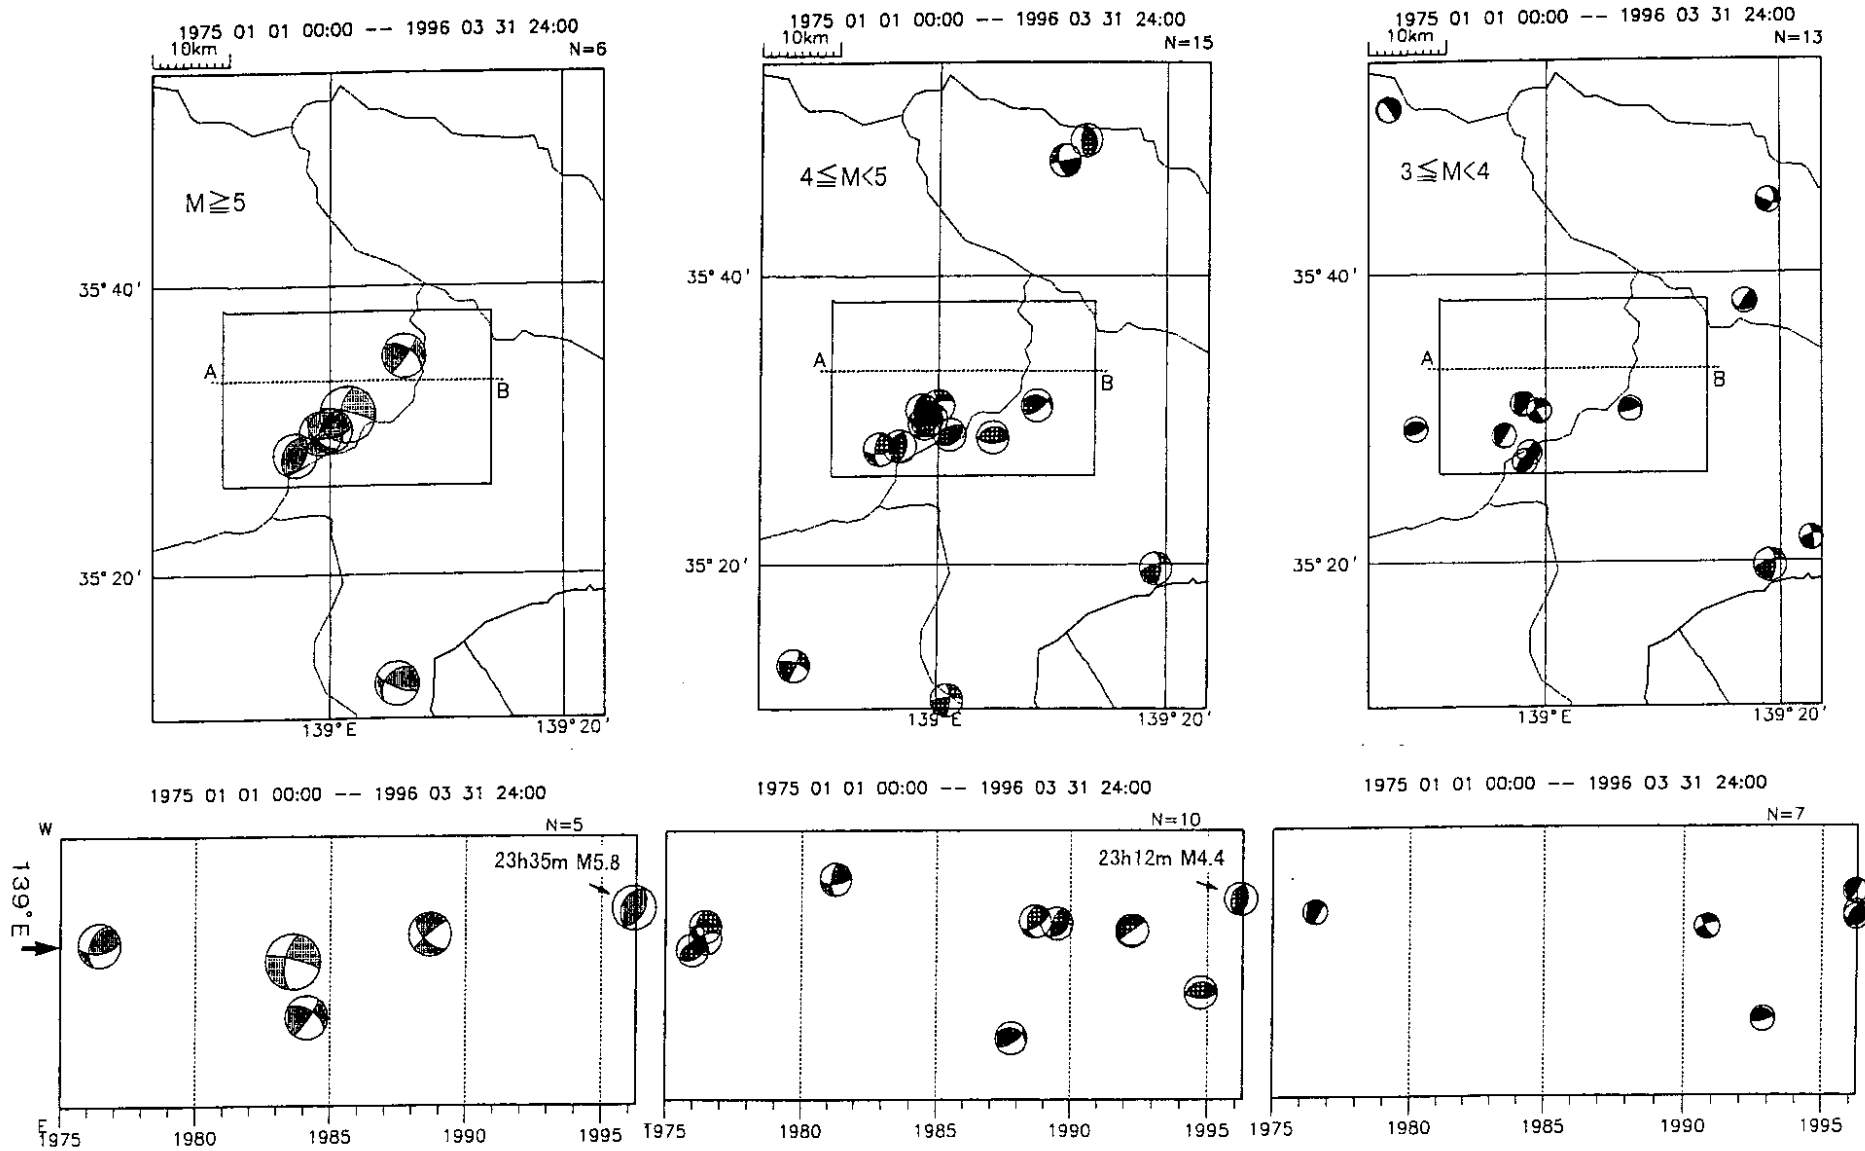 1975 01 01 00:00 -- 1996 03 31 24:00
10km
N=6
M≧5
35° 40'
A
B
35° 20'
139° E
139° 20'
1975 01 01 00:00 -- 1996 03 31 24:00
10km
N=15
4≦M<5
35° 40'
A
B
35° 20'
139° E
139° 20'
1975 01 01 00:00 -- 1996 03 31 24:00
10km
N=13
3≦M<4
35° 40'
A
B
35° 20'
139° E
139° 20'
1975 01 01 00:00 -- 1996 03 31 24:00
N=5
W
23h35m M5.8
139° E
E
1975 1980 1985 1990 1995
1975 01 01 00:00 -- 1996 03 31 24:00
N=10
23h12m M4.4
1975 1980 1985 1990 1995
1975 01 01 00:00 -- 1996 03 31 24:00
N=7
1975 1980 1985 1990 1995